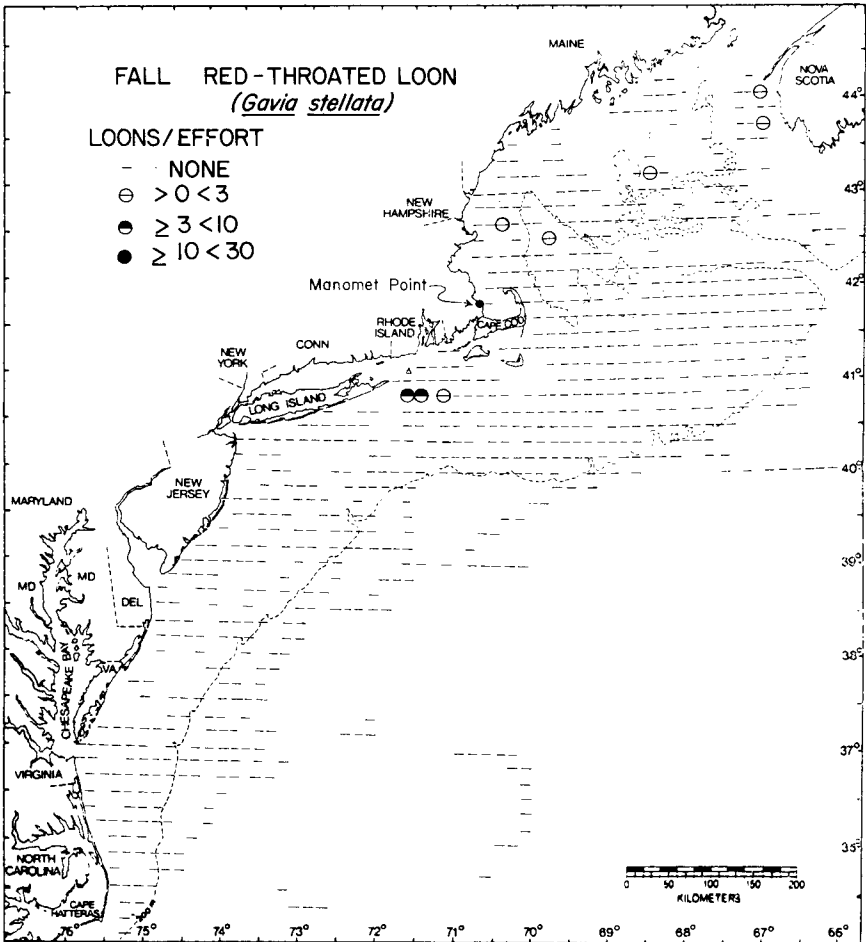 FALL RED-THROATED LOON
(Gavia stellata)
LOONS/EFFORT
— NONE
⊖ > 0 < 3
≥ 3 < 10
● ≥ 10 < 30
MAINE
NOVA
SCOTIA
44°
43°
NEW
HAMPSHIRE
42°
Manomet Point
RHODE
ISLAND
CAPE COD
CONN
NEW
YORK
41°
LONG ISLAND
40°
NEW
JERSEY
MARYLAND
39°
MD
MD
DEL
38°
CHESAPEAKE BAY
VA
37°
VIRGINIA
35°
NORTH
CAROLINA
CAPE
HATTERAS
0 50 100 150 200
KILOMETERS
76° 75° 74° 73° 72° 71° 70° 69° 68° 67° 66°